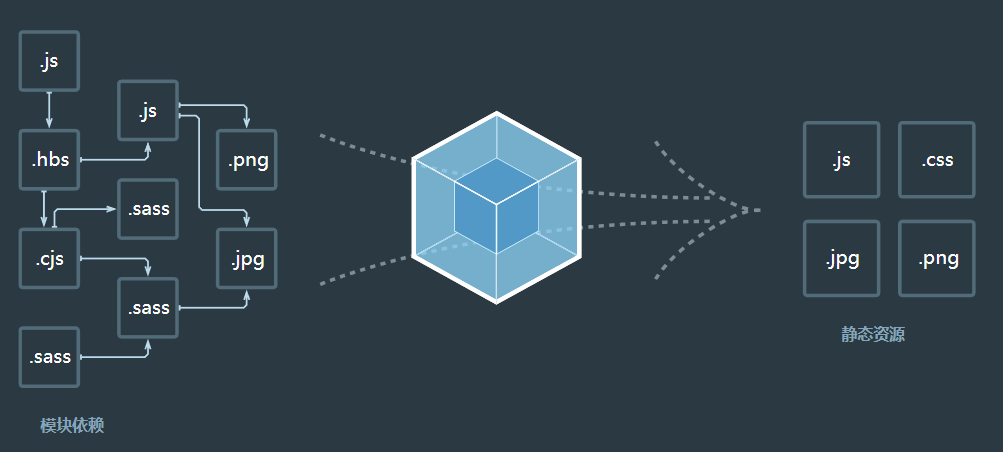 .js
.js
.hbs
.png
.sass
.cjs
.jpg
.sass
.sass
模块依赖
.js
.css
.jpg
.png
静态资源